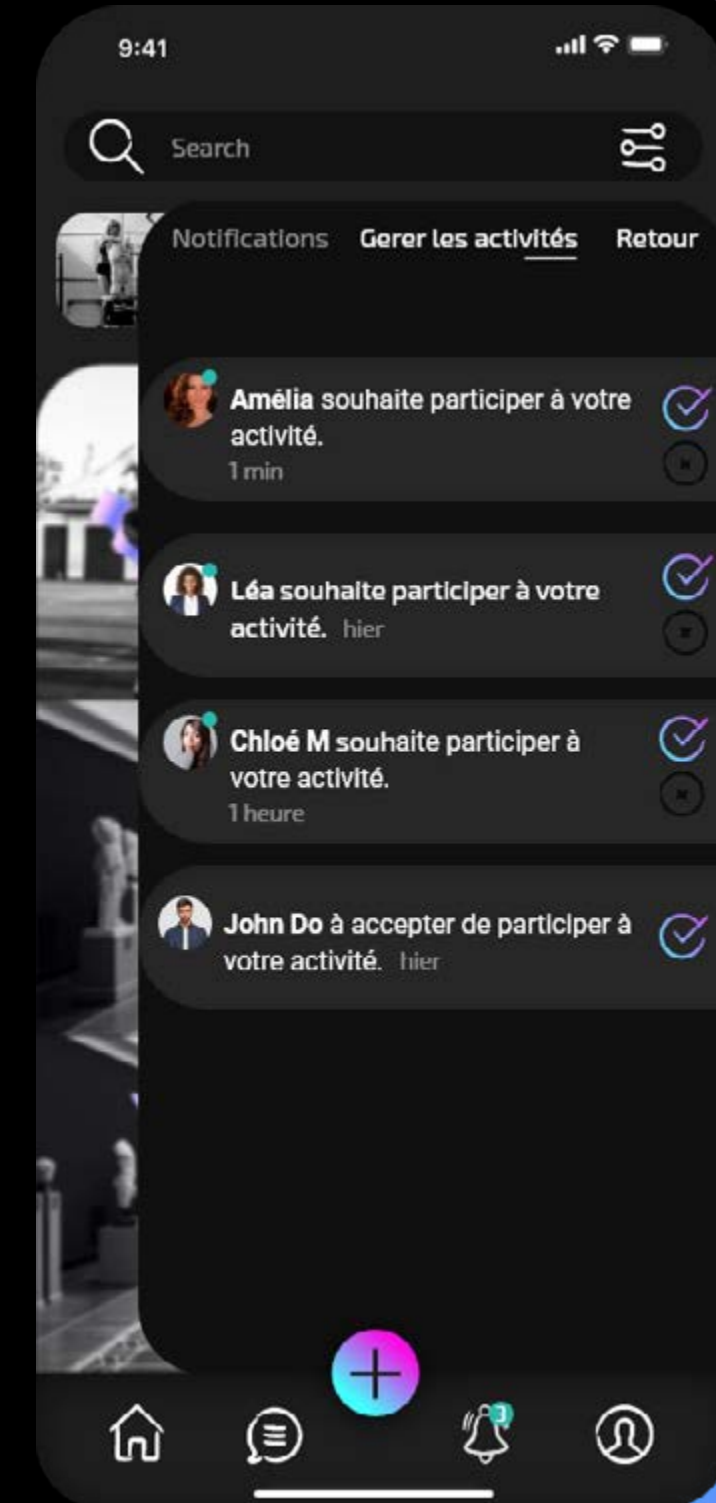 9:41
Search
Notifications Gerer les activités Retour
Amélia souhaite participer à votre
activité.
1 min
Léa souhaite participer à votre
activité. hier
Chloé M souhaite participer à
votre activité.
1 heure
John Do à accepter de participer à
votre activité. hier
3